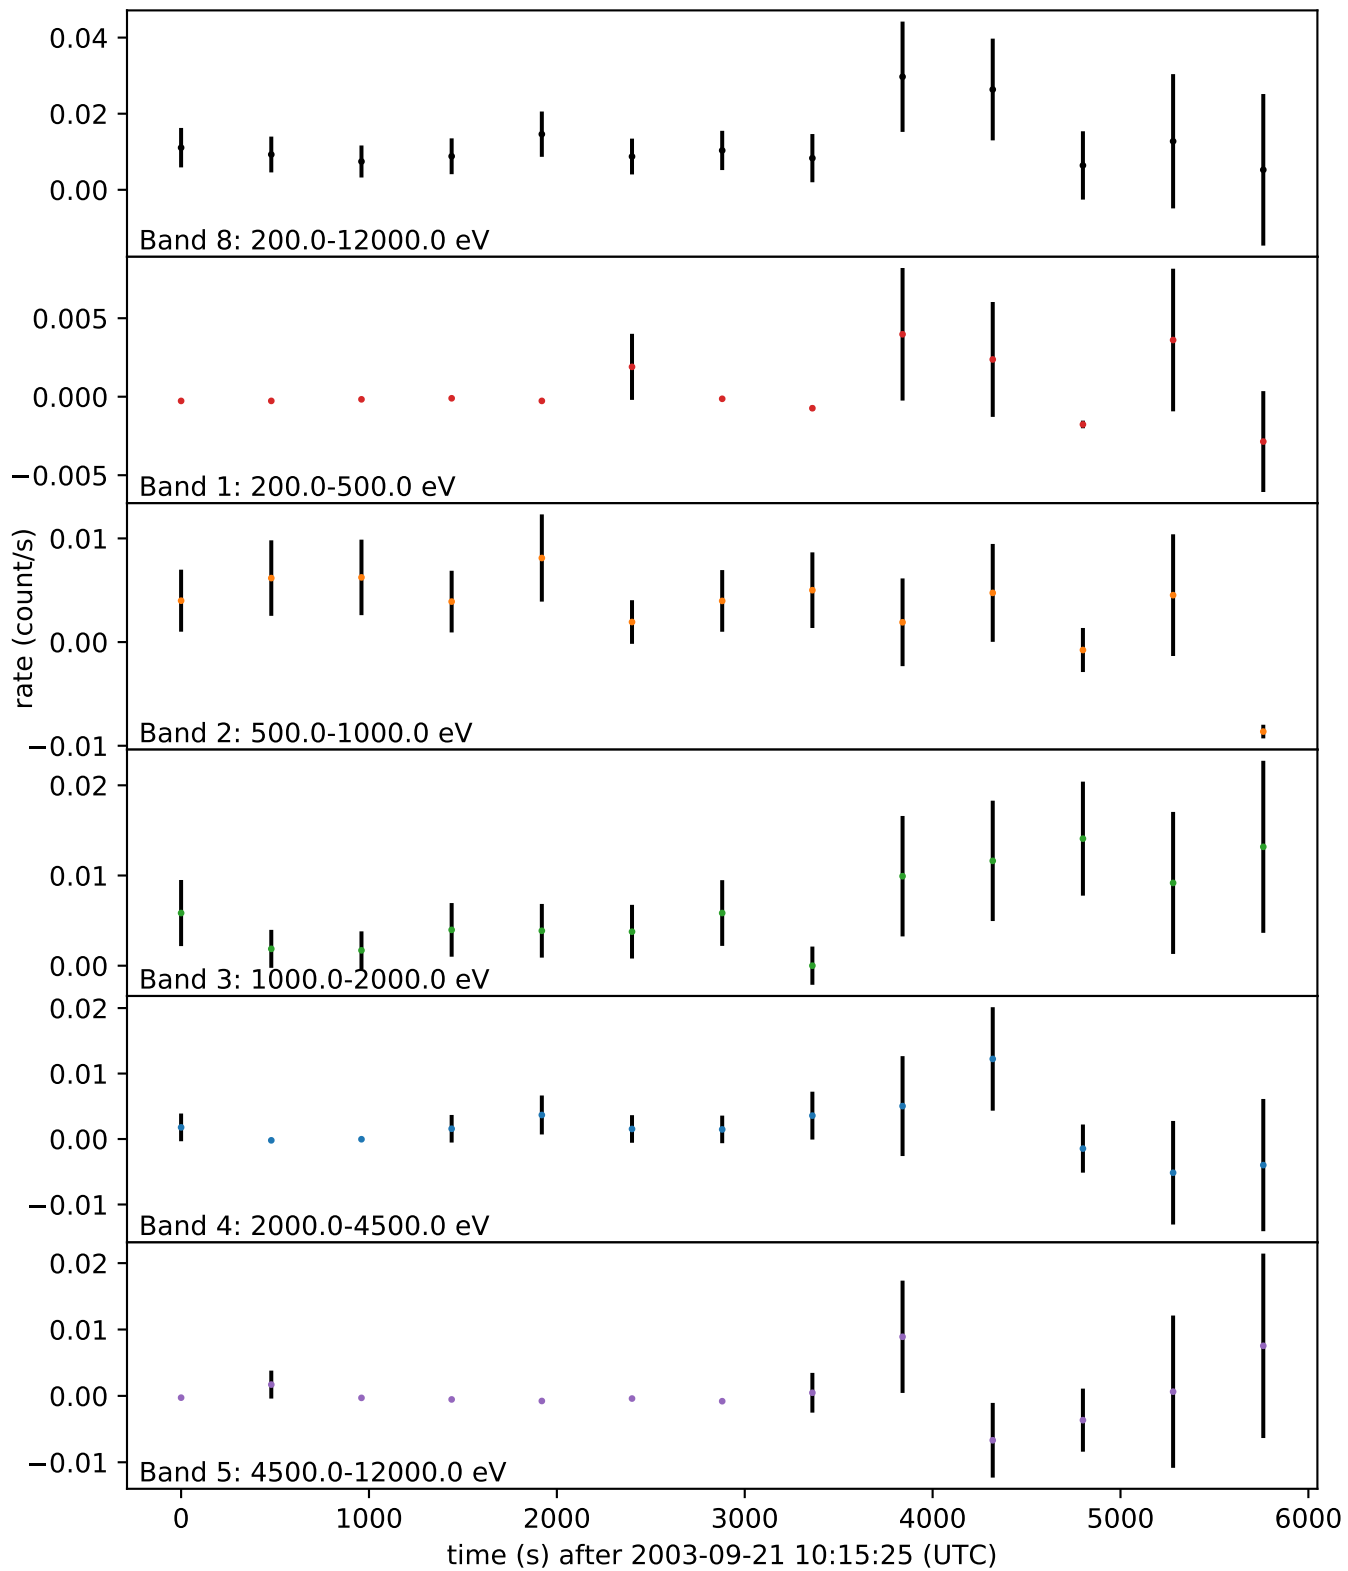 0.04
0.02
0.00
Band 8: 200.0-12000.0 eV
0.005
0.000
−0.005
Band 1: 200.0-500.0 eV
rate (count/s)
0.01
0.00
−0.01
Band 2: 500.0-1000.0 eV
0.02
0.01
0.00
Band 3: 1000.0-2000.0 eV
0.02
0.01
0.00
−0.01
Band 4: 2000.0-4500.0 eV
0.02
0.01
0.00
−0.01
Band 5: 4500.0-12000.0 eV
0 1000 2000 3000 4000 5000 6000
time (s) after 2003-09-21 10:15:25 (UTC)